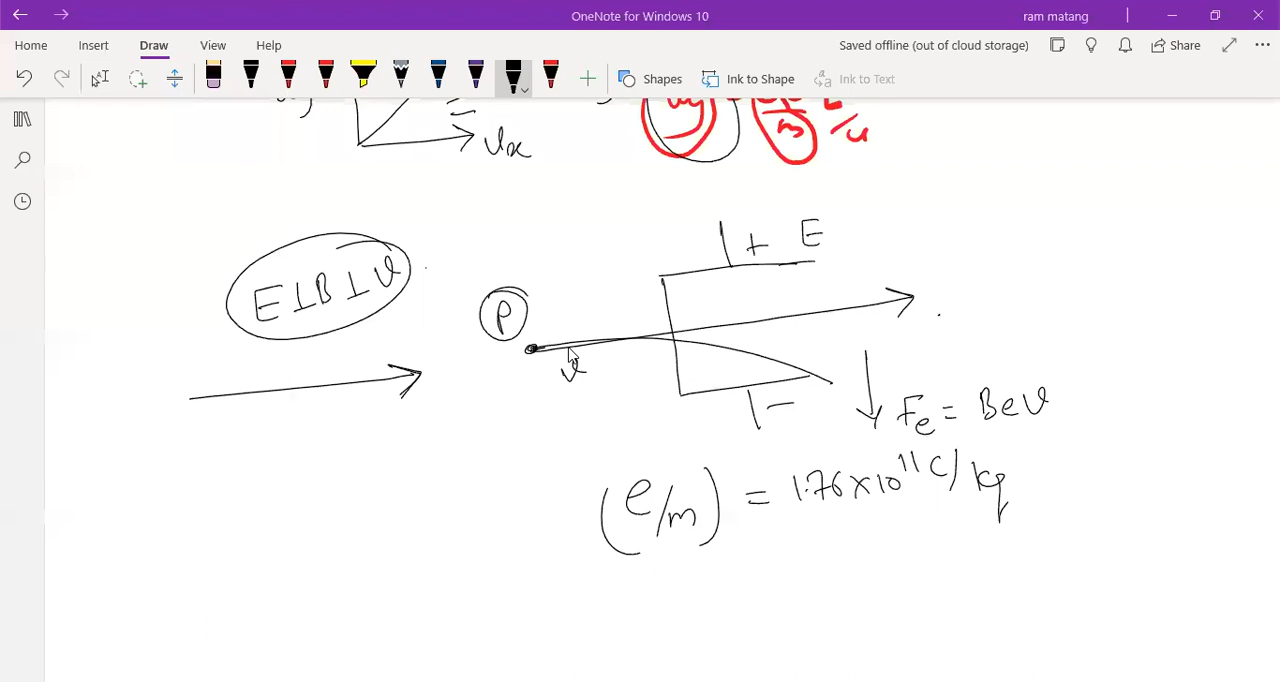 OneNote for Windows 10
ram matang
Home Insert Draw View Help
Saved offline (out of cloud storage)
Share
Shapes
Ink to Shape
Ink to Text
vx
m
/u
+ E
E⊥B⊥v
P
v
−
Fe = Bev
(e/m) = 1.76×10¹¹ C/kg